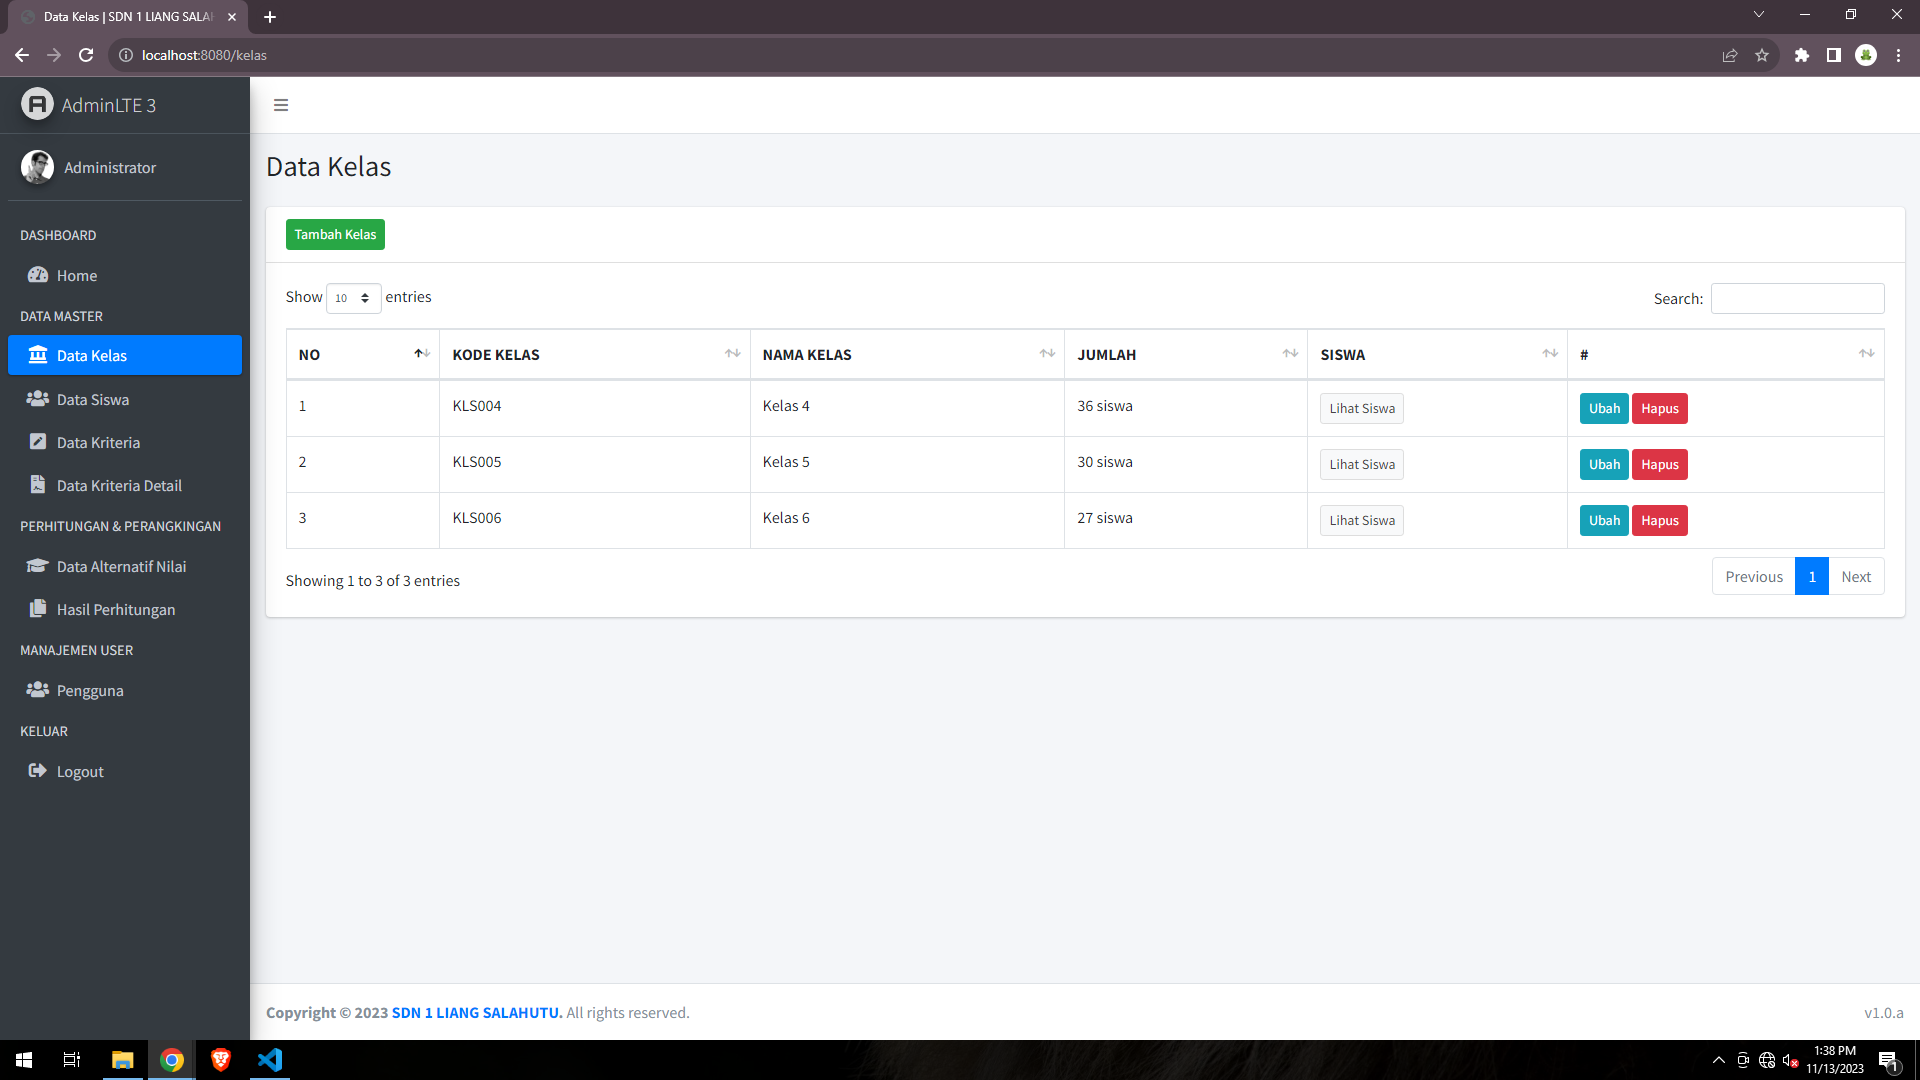 Data Kelas | SDN 1 LIANG SALAH
localhost:8080/kelas
AdminLTE 3
Administrator
DASHBOARD
Home
DATA MASTER
Data Kelas
Data Siswa
Data Kriteria
Data Kriteria Detail
PERHITUNGAN & PERANGKINGAN
Data Alternatif Nilai
Hasil Perhitungan
MANAJEMEN USER
Pengguna
KELUAR
Logout
Data Kelas
Tambah Kelas
Show 10 entries
Search:
NO KODE KELAS NAMA KELAS JUMLAH SISWA #
1 KLS004 Kelas 4 36 siswa Lihat Siswa Ubah Hapus
2 KLS005 Kelas 5 30 siswa Lihat Siswa Ubah Hapus
3 KLS006 Kelas 6 27 siswa Lihat Siswa Ubah Hapus
Showing 1 to 3 of 3 entries
Previous 1 Next
Copyright © 2023 SDN 1 LIANG SALAHUTU. All rights reserved.
v1.0.a
1:38 PM
11/13/2023
1